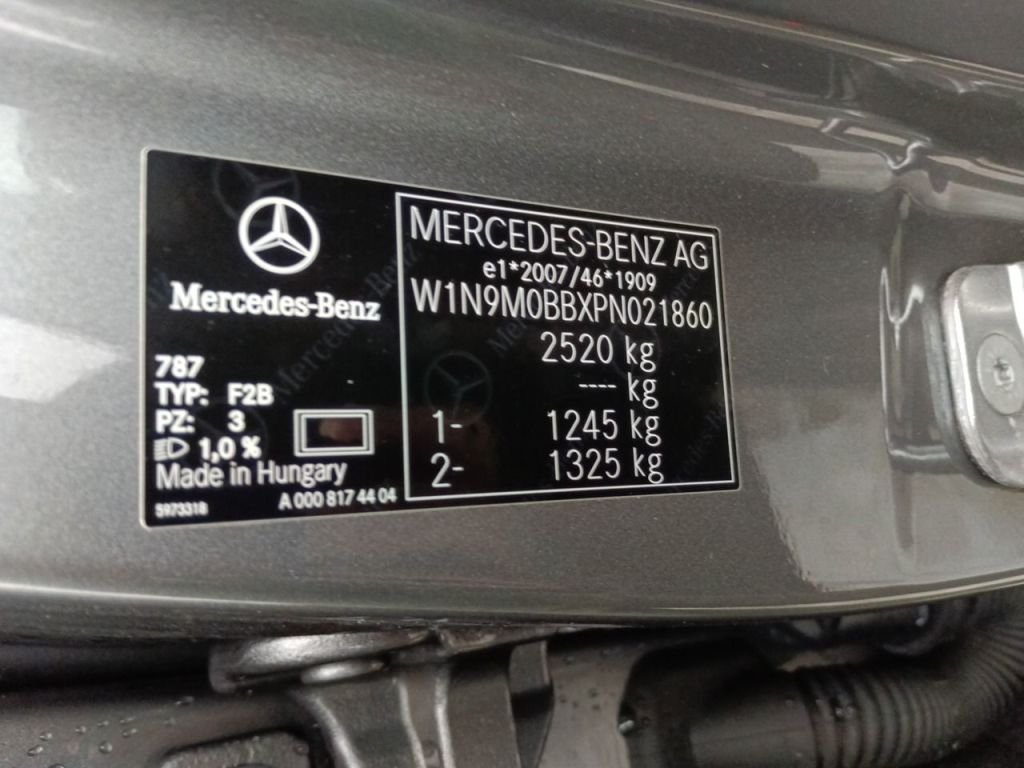 Mercedes-Benz
787
TYP: F2B
PZ: 3
1,0 %
Made in Hungary
A 000 817 44 04
5973318
MERCEDES-BENZ AG
e1*2007/46*1909
W1N9M0BBXPN021860
2520 kg
---- kg
1- 1245 kg
2- 1325 kg